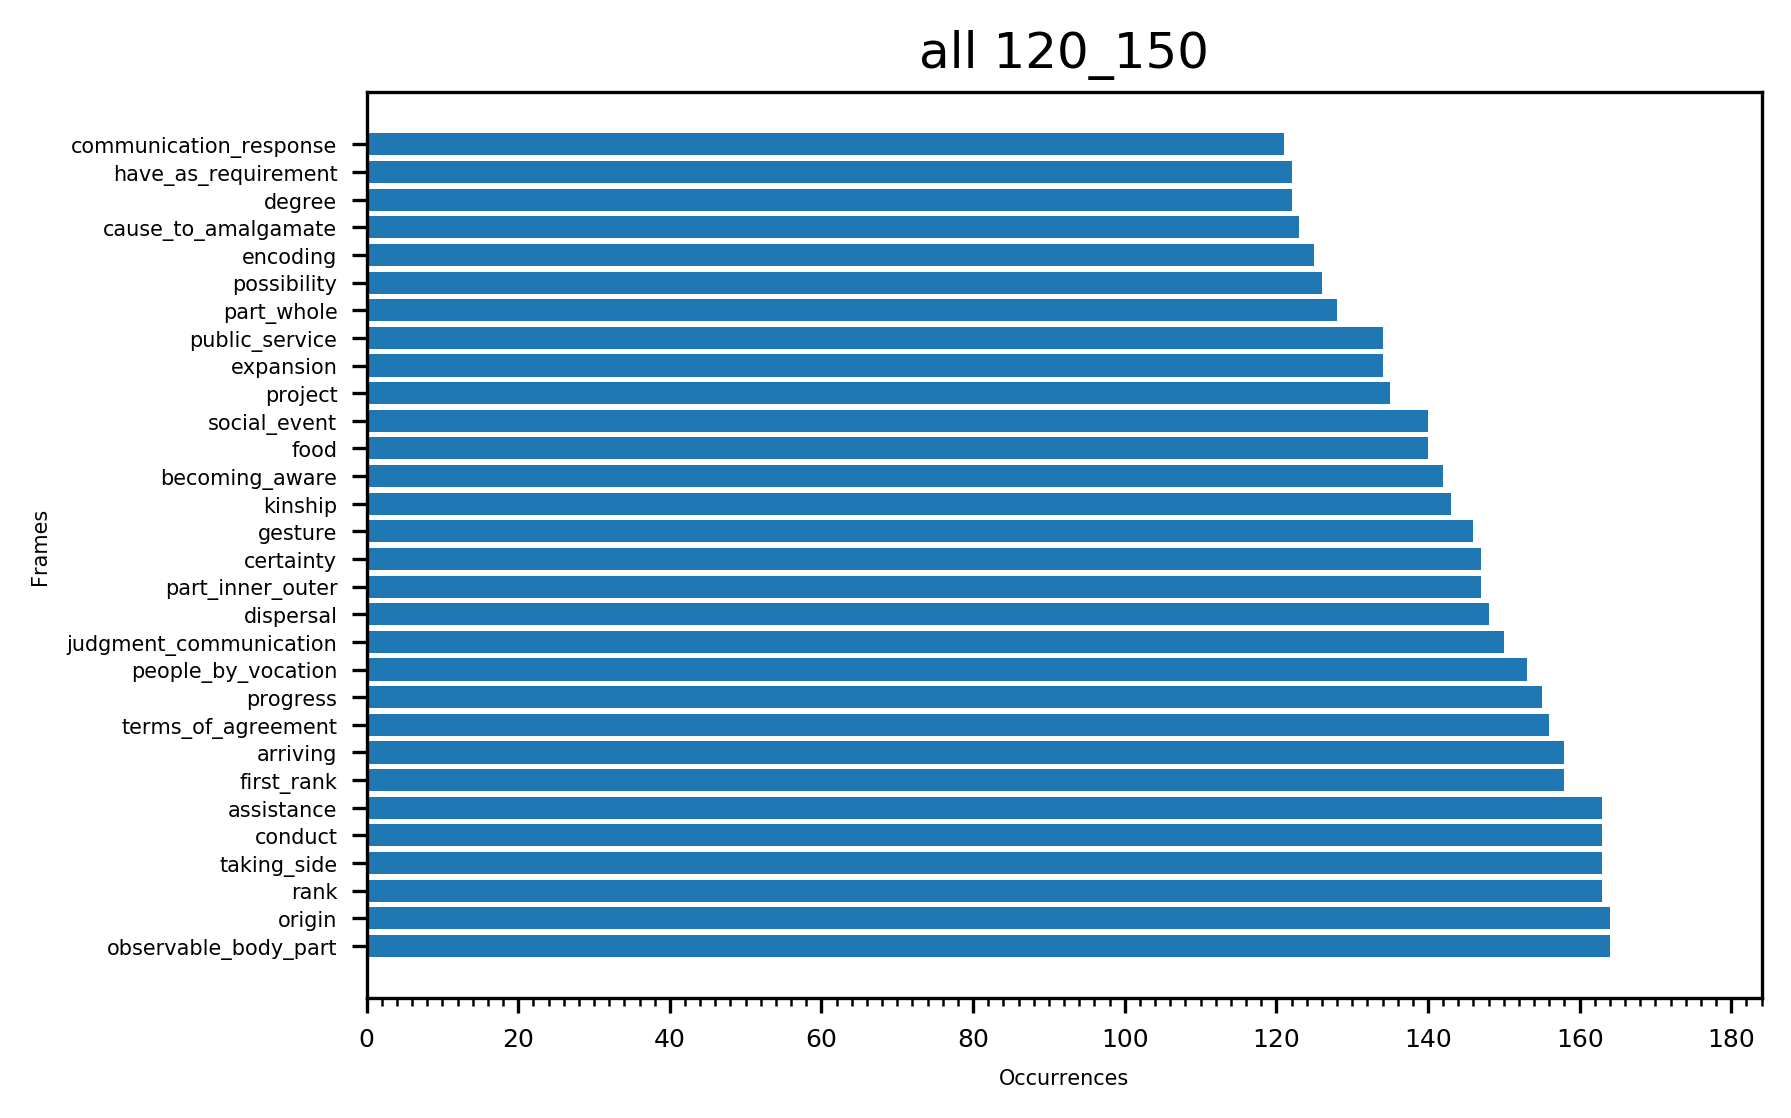 all 120_150
communication_response
have_as_requirement
degree
cause_to_amalgamate
encoding
possibility
part_whole
public_service
expansion
project
social_event
food
becoming_aware
kinship
gesture
certainty
part_inner_outer
dispersal
judgment_communication
people_by_vocation
progress
terms_of_agreement
arriving
first_rank
assistance
conduct
taking_side
rank
origin
observable_body_part
Frames
0 20 40 60 80 100 120 140 160 180
Occurrences